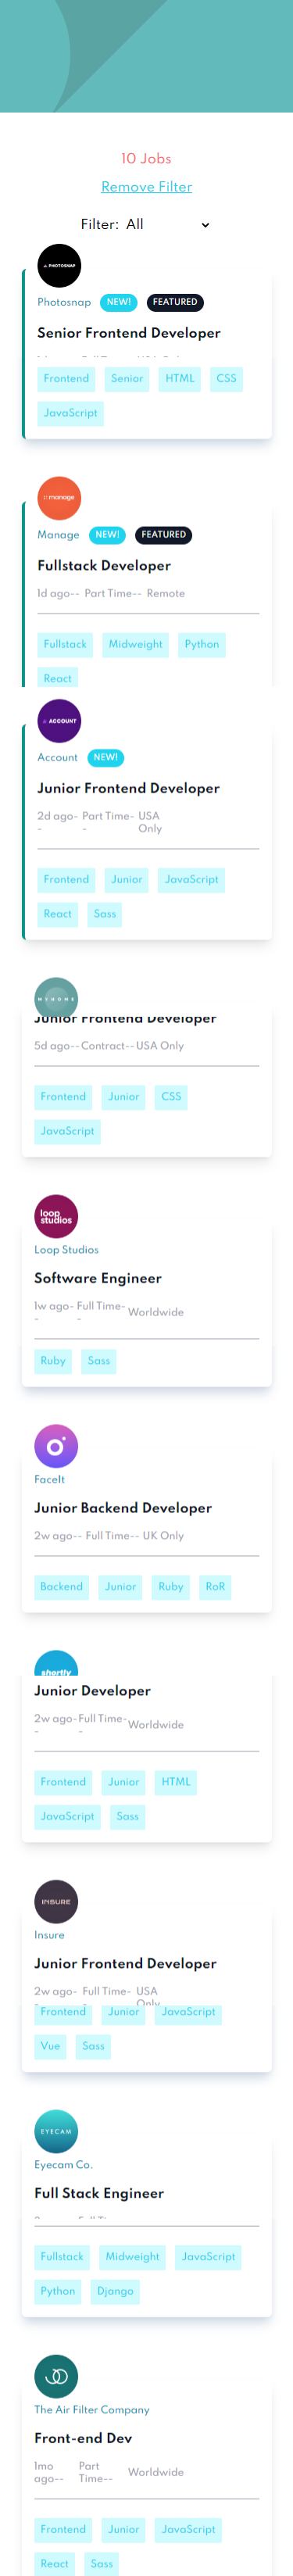 10 Jobs
Remove Filter
Filter: All
PHOTOSNAP
Photosnap NEW! FEATURED
Senior Frontend Developer
Frontend Senior HTML CSS
JavaScript
manage
Manage NEW! FEATURED
Fullstack Developer
1d ago-- Part Time-- Remote
Fullstack Midweight Python
React
ACCOUNT
Account NEW!
Junior Frontend Developer
2d ago- Part Time- USA
- - Only
Frontend Junior JavaScript
React Sass
MYHOME
Junior Frontend Developer
5d ago--Contract--USA Only
Frontend Junior CSS
JavaScript
loop
studios
Loop Studios
Software Engineer
1w ago- Full Time- Worldwide
- -
Ruby Sass
FaceIt
Junior Backend Developer
2w ago-- Full Time-- UK Only
Backend Junior Ruby RoR
shortly
Junior Developer
2w ago-Full Time-Worldwide
- -
Frontend Junior HTML
JavaScript Sass
INSURE
Insure
Junior Frontend Developer
2w ago- Full Time- USA
Only
Frontend Junior JavaScript
Vue Sass
EYECAM
Eyecam Co.
Full Stack Engineer
Fullstack Midweight JavaScript
Python Django
The Air Filter Company
Front-end Dev
1mo Part Worldwide
ago-- Time--
Frontend Junior JavaScript
React Sass